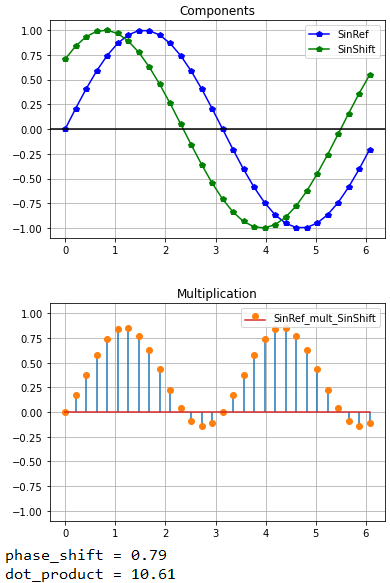 Components
1.00
0.75
0.50
0.25
0.00
−0.25
−0.50
−0.75
−1.00
SinRef
SinShift
0 1 2 3 4 5 6
Multiplication
1.00
0.75
0.50
0.25
0.00
−0.25
−0.50
−0.75
−1.00
SinRef_mult_SinShift
0 1 2 3 4 5 6
phase_shift = 0.79
dot_product = 10.61